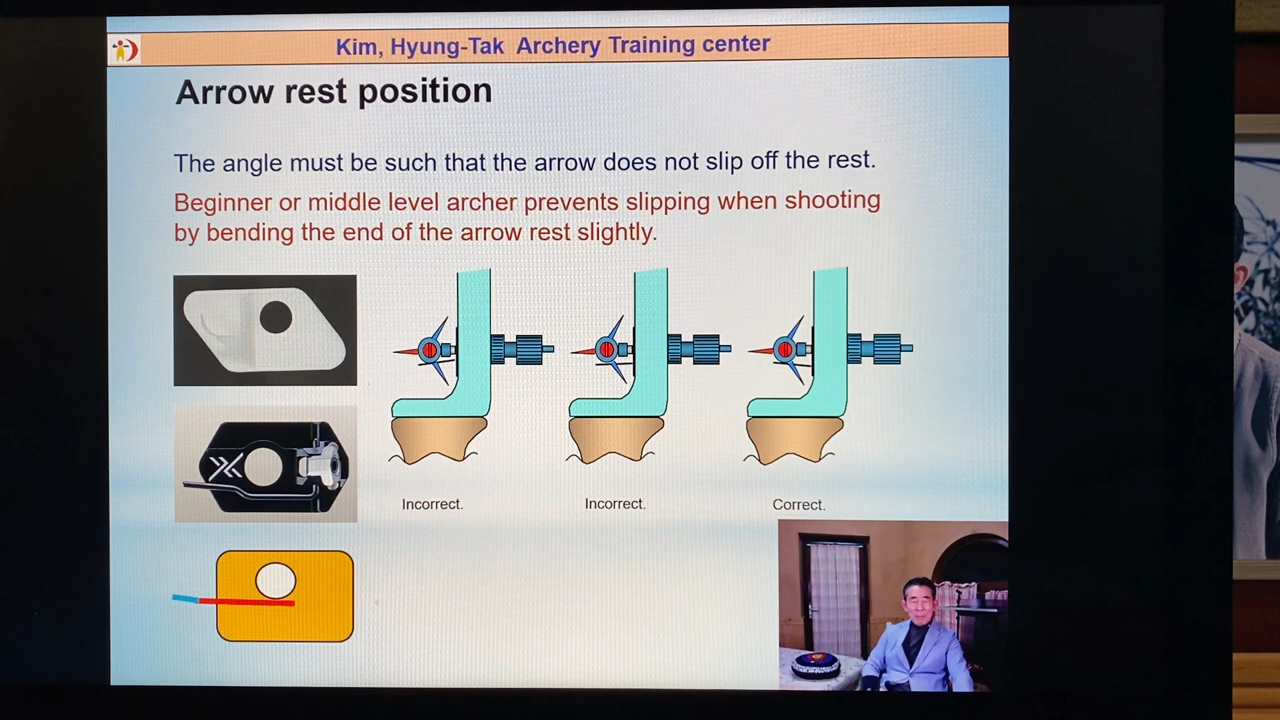 Kim, Hyung-Tak Archery Training center
Arrow rest position
The angle must be such that the arrow does not slip off the rest.
Beginner or middle level archer prevents slipping when shooting
by bending the end of the arrow rest slightly.
Incorrect.
Incorrect.
Correct.